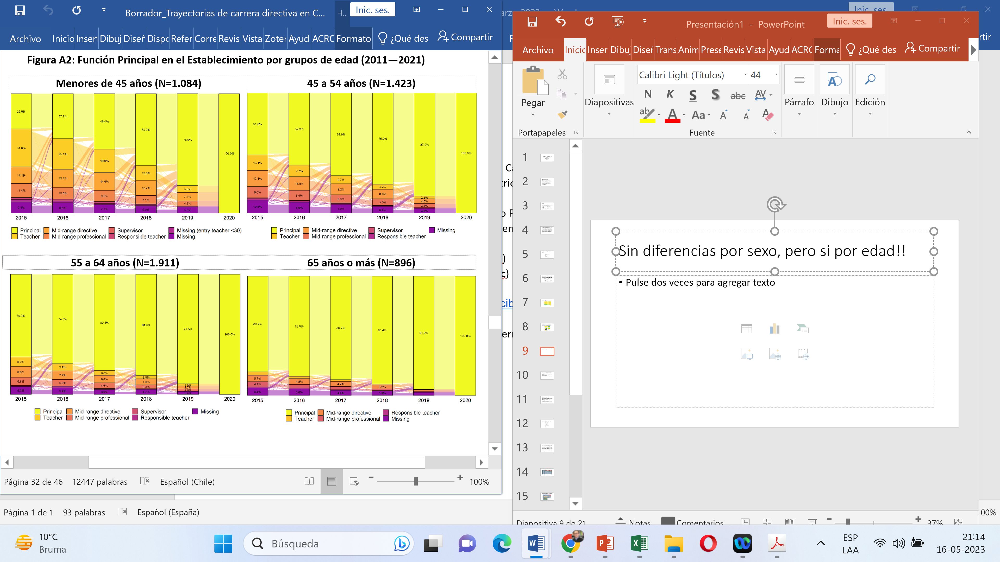 Borrador_Trayectorias de carrera directiva en C...
Inic. ses.
Archivo Inicio Insert Dibuj Diseñ Dispo Refer Corre Revis Vista Zoter Ayud ACRC Formato ¿Qué des Compartir
Figura A2: Función Principal en el Establecimiento por grupos de edad (2011—2021)
Menores de 45 años (N=1.084)
29.5% 37.7% 46.4% 60.2% 76.9% 100.0%
31.8% 25.4% 19.6% 12.3% 5.5%
14.1% 15.1% 14.9% 12.7% 7.1%
11.4% 10.0% 9.5% 7.1% 4.2%
9.4% 8.8% 7.1% 6.0% 5.3%
2015 2016 2017 2018 2019 2020
Principal Mid-range directive Supervisor Missing (entry teacher <30)
Teacher Mid-range professional Responsible teacher Missing
45 a 54 años (N=1.423)
51.6% 59.9% 68.9% 75.9% 85.9% 100.0%
13.1% 9.7% 6.7% 4.2% 2.3%
13.1% 11.5% 9.2% 8.0% 4.0%
9.6% 8.4% 6.9% 5.5% 3.3%
10.8% 8.9% 7.2% 5.4% 3.8%
2015 2016 2017 2018 2019 2020
Principal Mid-range directive Supervisor Missing
Teacher Mid-range professional Responsible teacher
55 a 64 años (N=1.911)
69.0% 74.5% 80.3% 84.4% 91.3% 100.0%
8.0% 5.9% 3.8% 2.6%
8.8% 7.2% 6.4% 4.9% 2.7%
6.8% 5.5% 4.6% 3.3%
6.3% 5.4% 3.9% 4.2% 2.4%
2015 2016 2017 2018 2019 2020
Principal Mid-range directive Supervisor Missing
Teacher Mid-range professional Responsible teacher
65 años o más (N=896)
80.2% 83.6% 86.7% 90.4% 94.9% 100.0%
5.5% 4.8% 4.2% 3.2%
4.1%
5.0% 4.4% 3.9%
2015 2016 2017 2018 2019 2020
Principal Mid-range directive Responsible teacher
Teacher Mid-range professional Missing
Página 32 de 46 12447 palabras Español (Chile) 100%
Página 1 de 1 93 palabras Español (España) 100%
Inic. ses.
Presentación1 - PowerPoint Inic. ses.
Archivo Inicio Inser Dibuj Diseñ Trans Anim Prese Revis Vista Ayud ACRC Forma ¿Qué des Compartir
Pegar
Portapapeles
Diapositivas
Calibri Light (Títulos) 44
N K S S abc AV
ab A Aa A A A
Fuente
Párrafo Dibujo Edición
1
2
3
4
5
6
7
8
9
10
11
12
13
14
15
Sin diferencias por sexo, pero si por edad!!
• Pulse dos veces para agregar texto
Diapositiva 9 de 21 Notas Comentarios 37%
10°C
Bruma
Búsqueda
ESP
LAA
21:14
16-05-2023